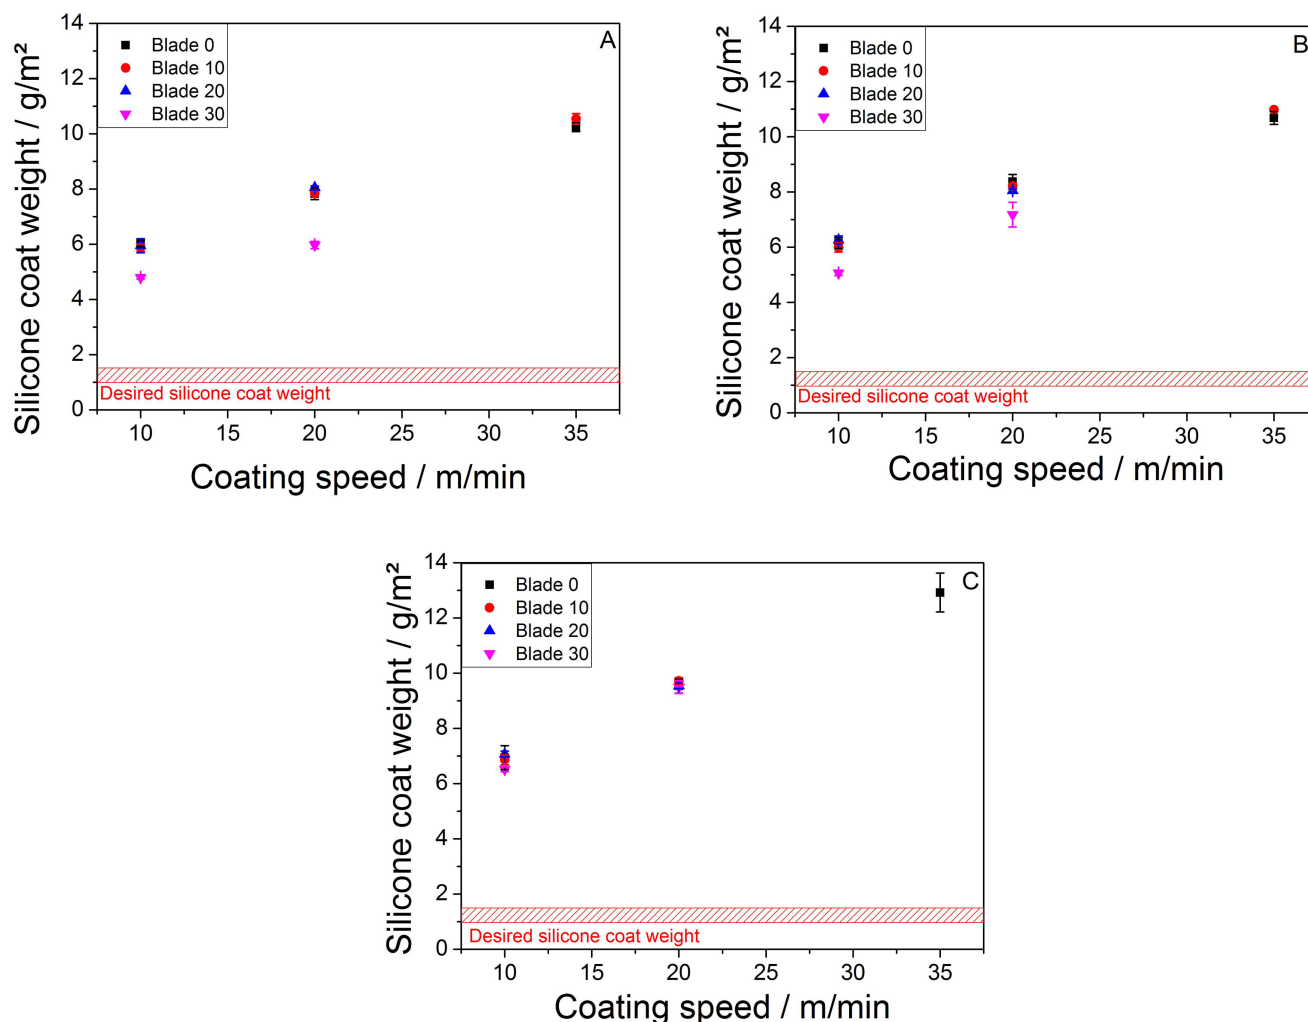 A
Silicone coat weight / g/m²
14
12
10
8
6
4
2
0
Blade 0
Blade 10
Blade 20
Blade 30
Desired silicone coat weight
10 15 20 25 30 35
Coating speed / m/min
B
Silicone coat weight / g/m²
14
12
10
8
6
4
2
0
Blade 0
Blade 10
Blade 20
Blade 30
Desired silicone coat weight
10 15 20 25 30 35
Coating speed / m/min
C
Silicone coat weight / g/m²
14
12
10
8
6
4
2
0
Blade 0
Blade 10
Blade 20
Blade 30
Desired silicone coat weight
10 15 20 25 30 35
Coating speed / m/min